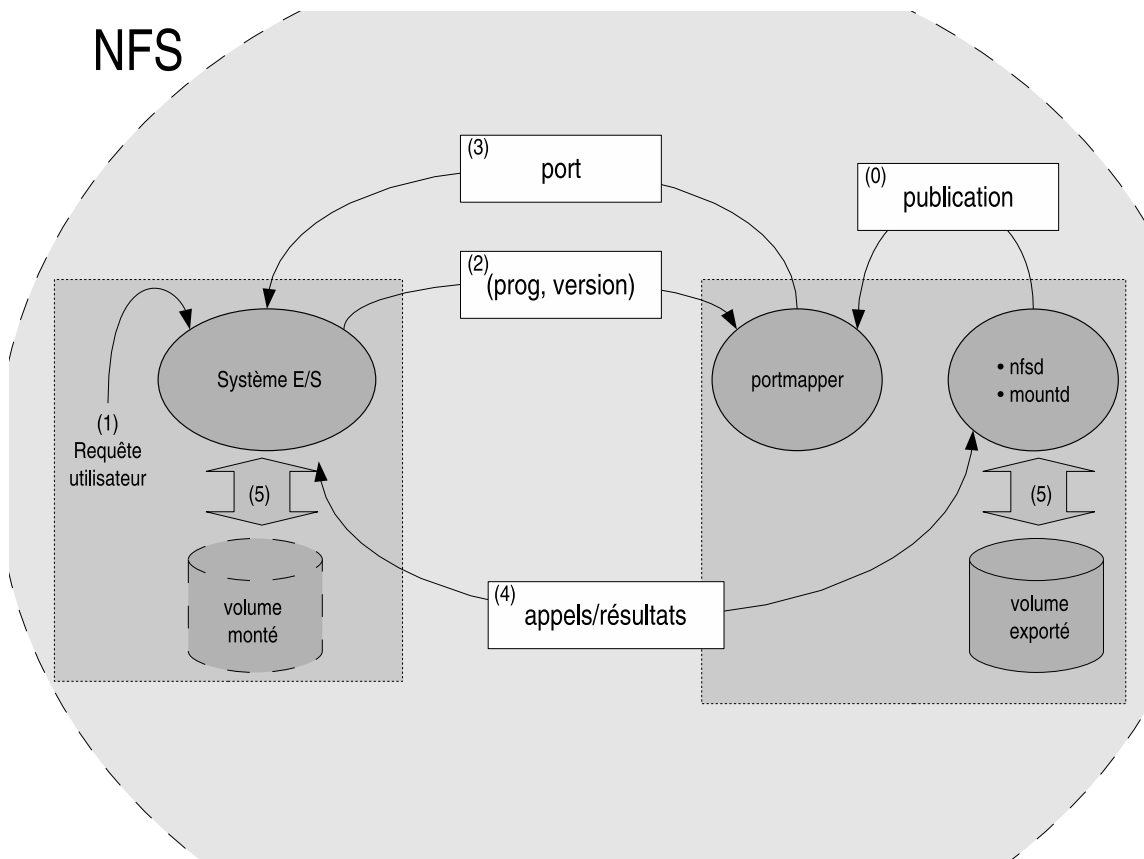 NFS
(3)
port
(0)
publication
(2)
(prog, version)
Système E/S
portmapper
• nfsd
• mountd
(1)
Requête
utilisateur
(5)
(5)
volume
monté
(4)
appels/résultats
volume
exporté